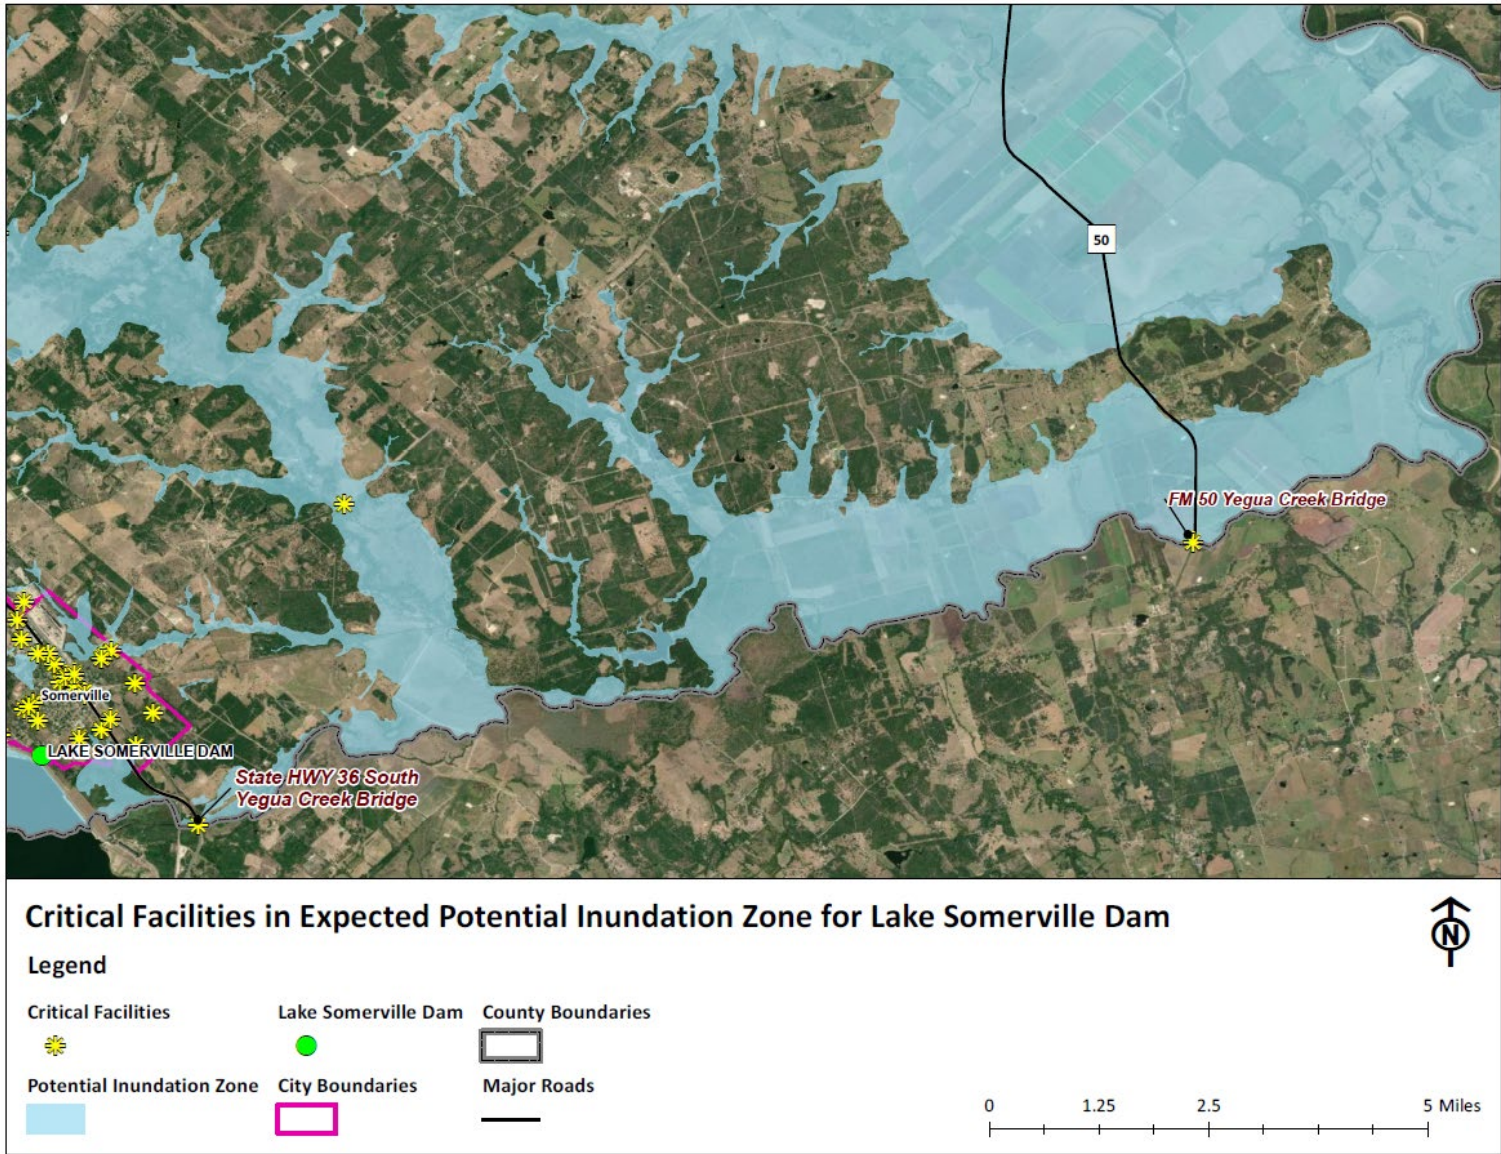 50
FM 50 Yegua Creek Bridge
Somerville
LAKE SOMERVILLE DAM
State HWY 36 South
Yegua Creek Bridge
Critical Facilities in Expected Potential Inundation Zone for Lake Somerville Dam
N
Legend
Critical Facilities Lake Somerville Dam County Boundaries
Potential Inundation Zone City Boundaries Major Roads
0 1.25 2.5 5 Miles